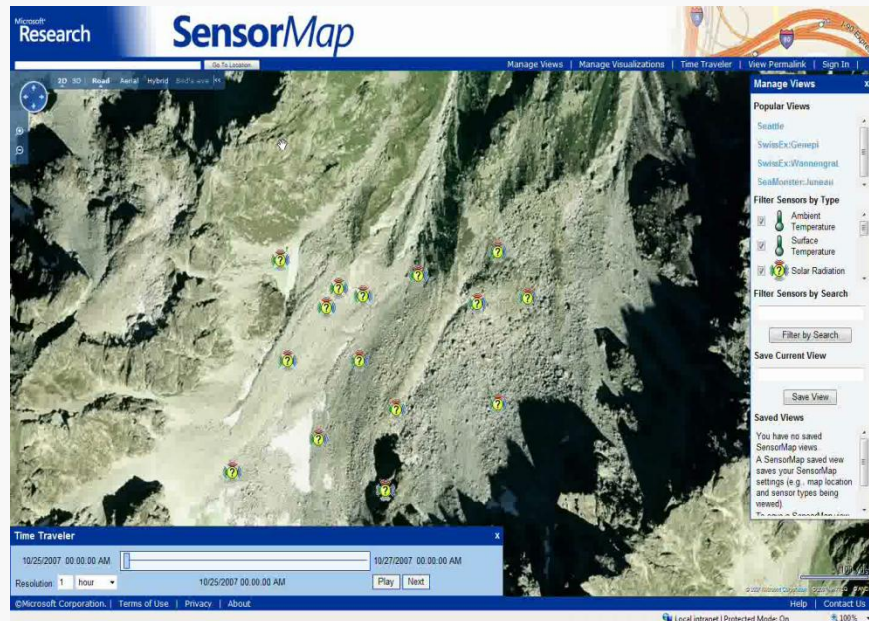 Microsoft
Research
SensorMap
Go To Location
Manage Views | Manage Visualizations | Time Traveler | View Permalink | Sign In |
2D 3D Road Aerial Hybrid Bird's eye
Manage Views x
Popular Views
Seattle
SwissEx:Genepi
SwissEx:Wannengrat
SeaMonster:Juneau
Filter Sensors by Type
Ambient
Temperature
Surface
Temperature
Solar Radiation
Filter Sensors by Search
Filter by Search
Save Current View
Save View
Saved Views
You have no saved
SensorMap views.
A SensorMap saved view
saves your SensorMap
settings (e.g., map location
and sensor types being
viewed).
Time Traveler x
10/25/2007 00:00:00 AM 10/27/2007 00:00:00 AM
Resolution: 1 hour 10/25/2007 00:00:00 AM Play Next
©Microsoft Corporation. | Terms of Use | Privacy | About
Help | Contact Us
Local intranet | Protected Mode: On 100%